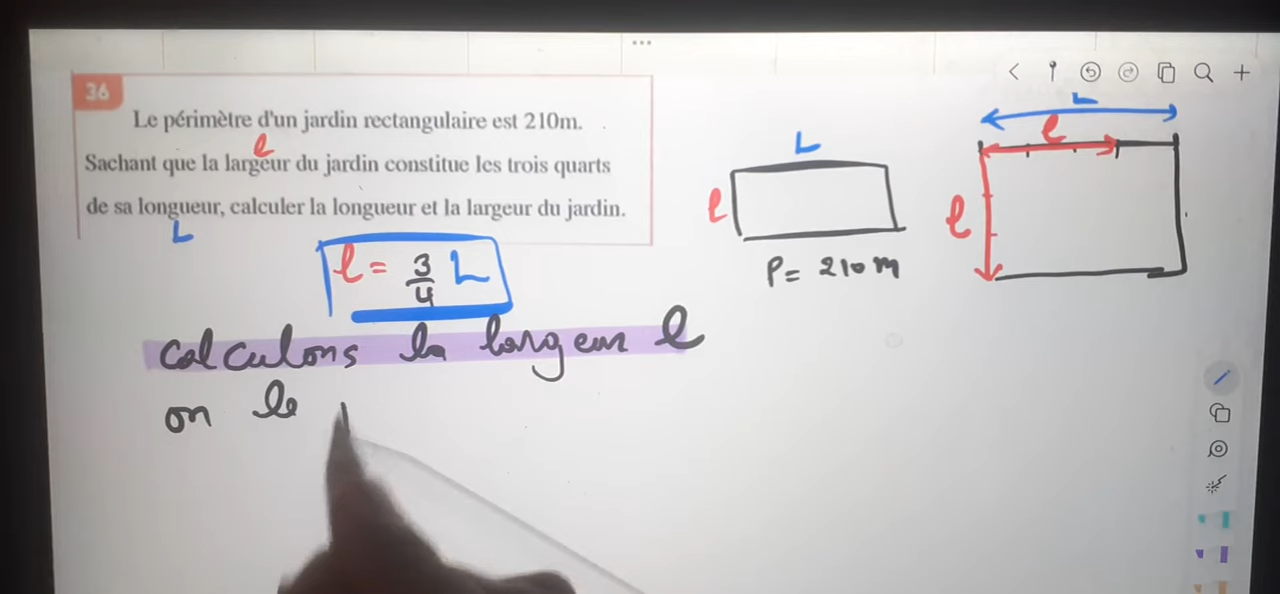 36
Le périmètre d'un jardin rectangulaire est 210m.
l
Sachant que la largeur du jardin constitue les trois quarts
de sa longueur, calculer la longueur et la largeur du jardin.
L
l = 3/4 L
L
l
P = 210 m
L
l
l
calculons la largeur l
on le